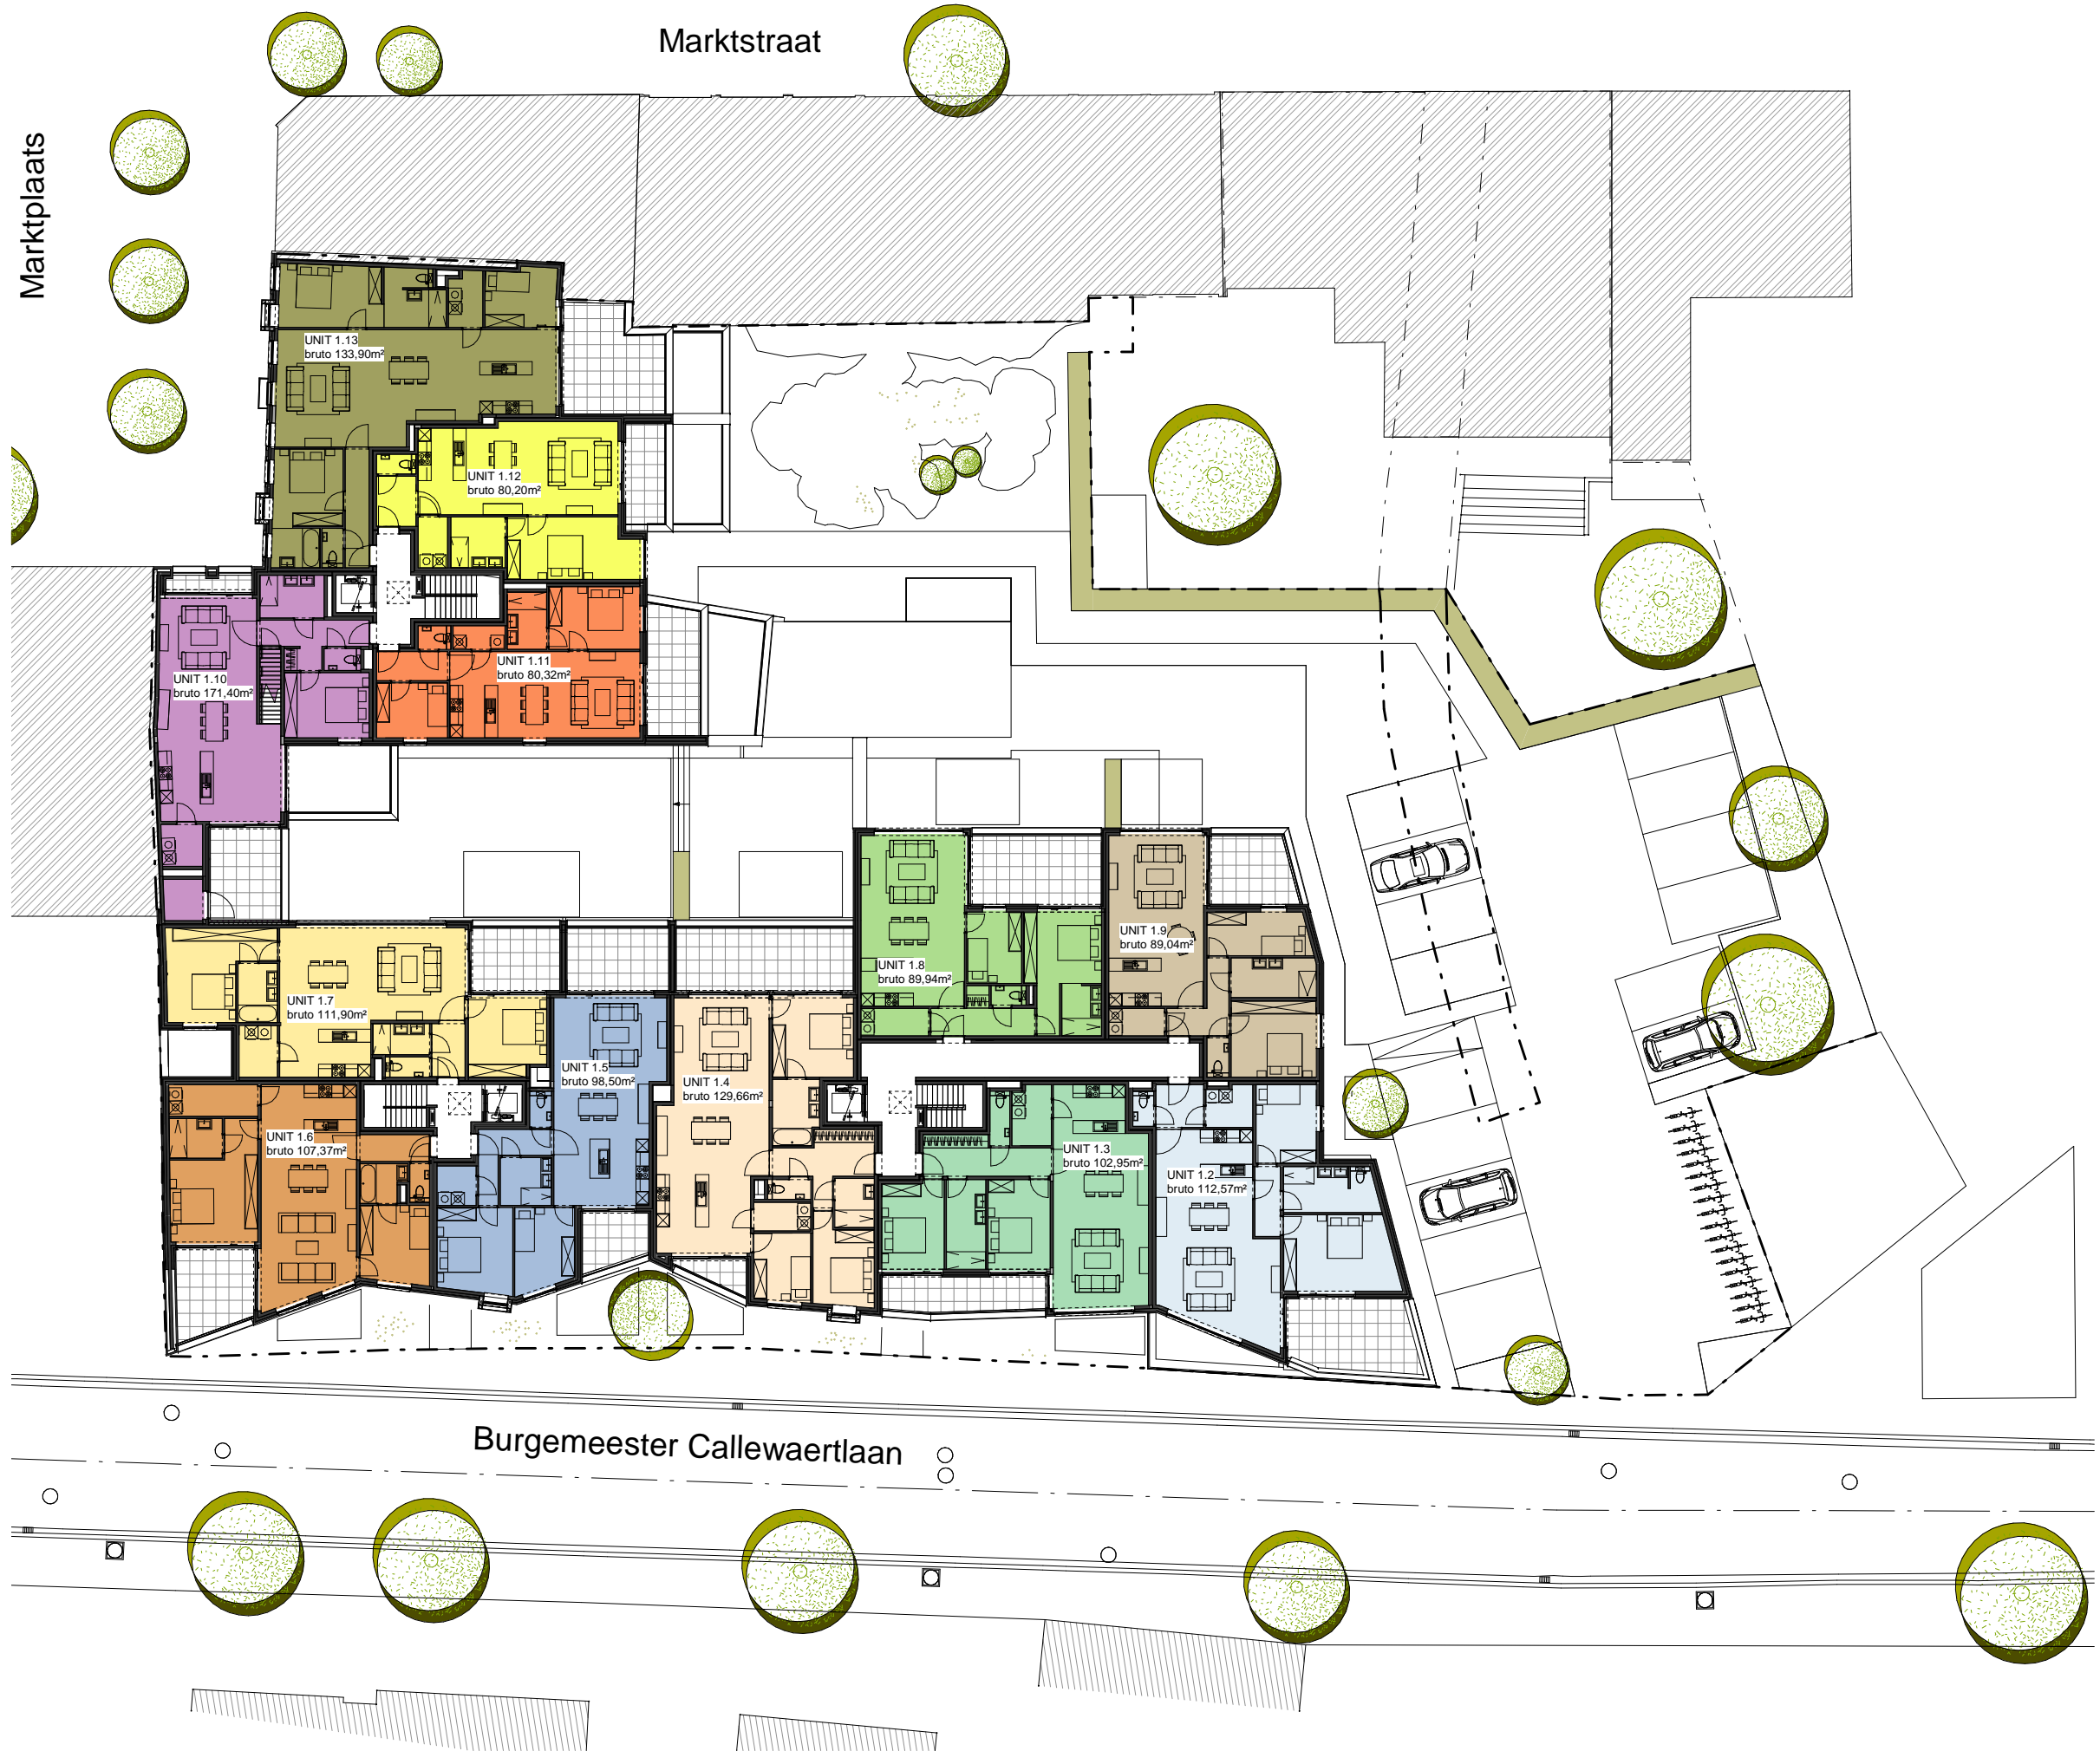 Marktstraat
Marktplaats
UNIT 1.13
bruto 133,90m²
UNIT 1.12
bruto 80,20m²
UNIT 1.11
bruto 80,32m²
UNIT 1.10
bruto 171,40m²
UNIT 1.9
bruto 89,04m²
UNIT 1.8
bruto 89,94m²
UNIT 1.7
bruto 111,90m²
UNIT 1.5
bruto 98,50m²
UNIT 1.4
bruto 129,66m²
UNIT 1.6
bruto 107,37m²
UNIT 1.3
bruto 102,95m²
UNIT 1.2
bruto 112,57m²
Burgemeester Callewaertlaan